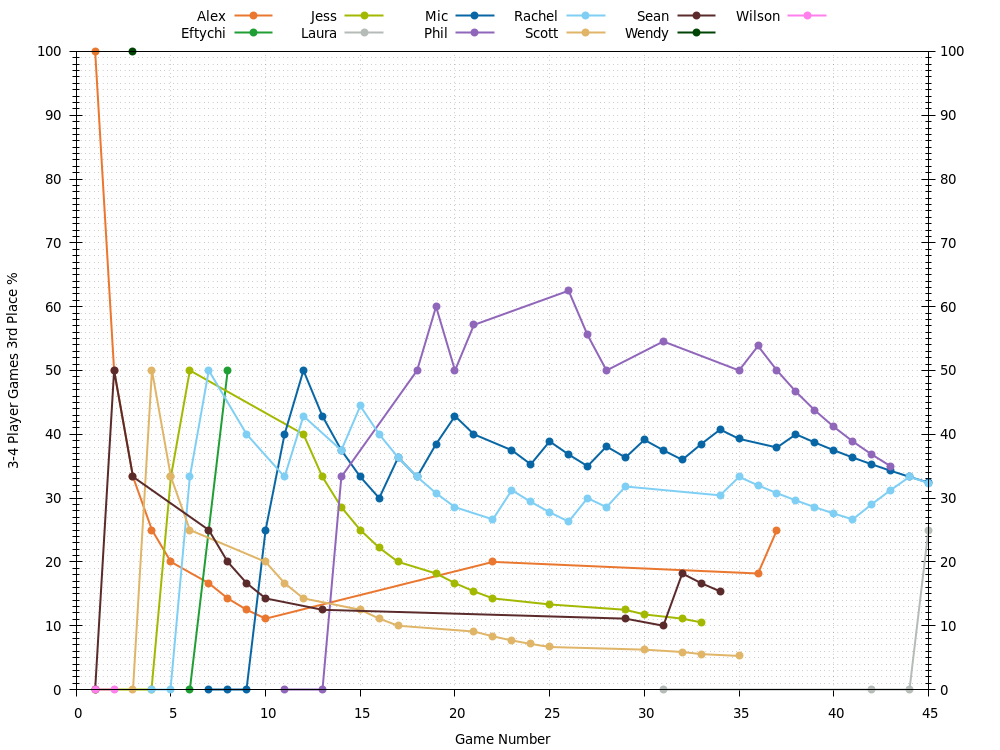 Alex Jess Mic Rachel Sean Wilson
Eftychi Laura Phil Scott Wendy
100 100
90 90
80 80
70 70
60 60
50 50
40 40
30 30
20 20
10 10
0 0
3-4 Player Games 3rd Place %
0 5 10 15 20 25 30 35 40 45
Game Number